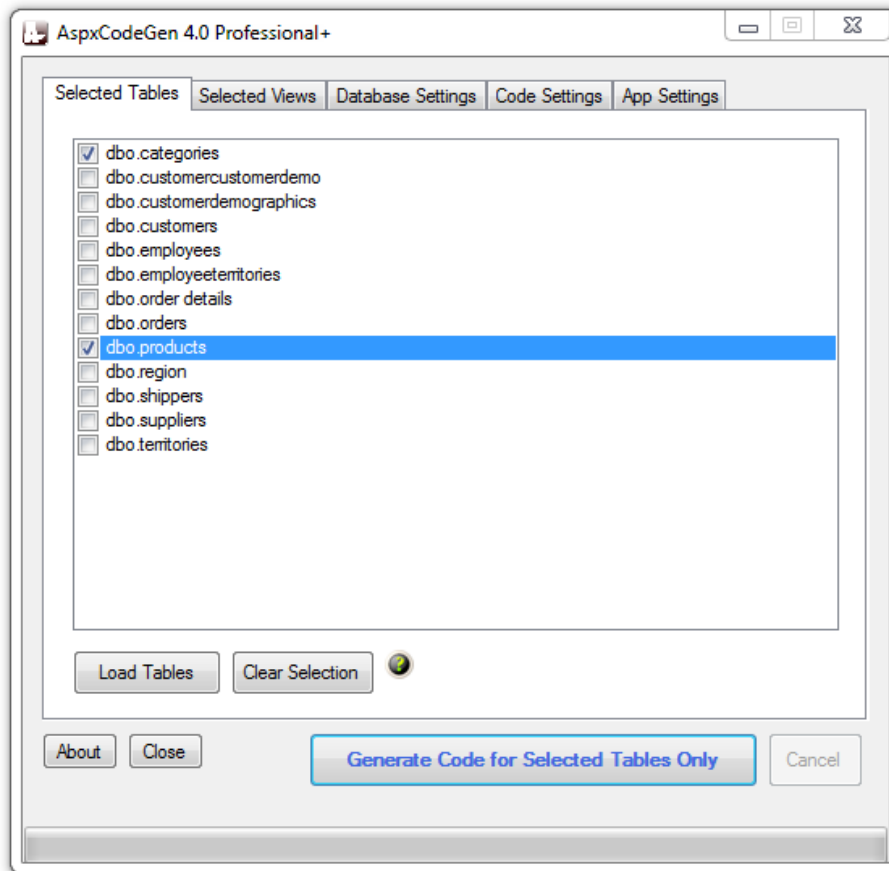 AspxCodeGen 4.0 Professional+
Selected Tables Selected Views Database Settings Code Settings App Settings
dbo.categories
dbo.customercustomerdemo
dbo.customerdemographics
dbo.customers
dbo.employees
dbo.employeeterritories
dbo.order details
dbo.orders
dbo.products
dbo.region
dbo.shippers
dbo.suppliers
dbo.territories
Load Tables Clear Selection ?
About Close Generate Code for Selected Tables Only Cancel